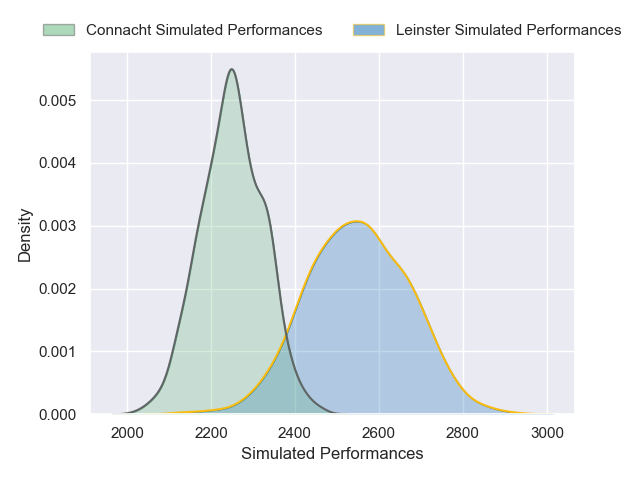 Connacht Simulated Performances
Leinster Simulated Performances
Density
0.005
0.004
0.003
0.002
0.001
0.000
2000 2200 2400 2600 2800 3000
Simulated Performances